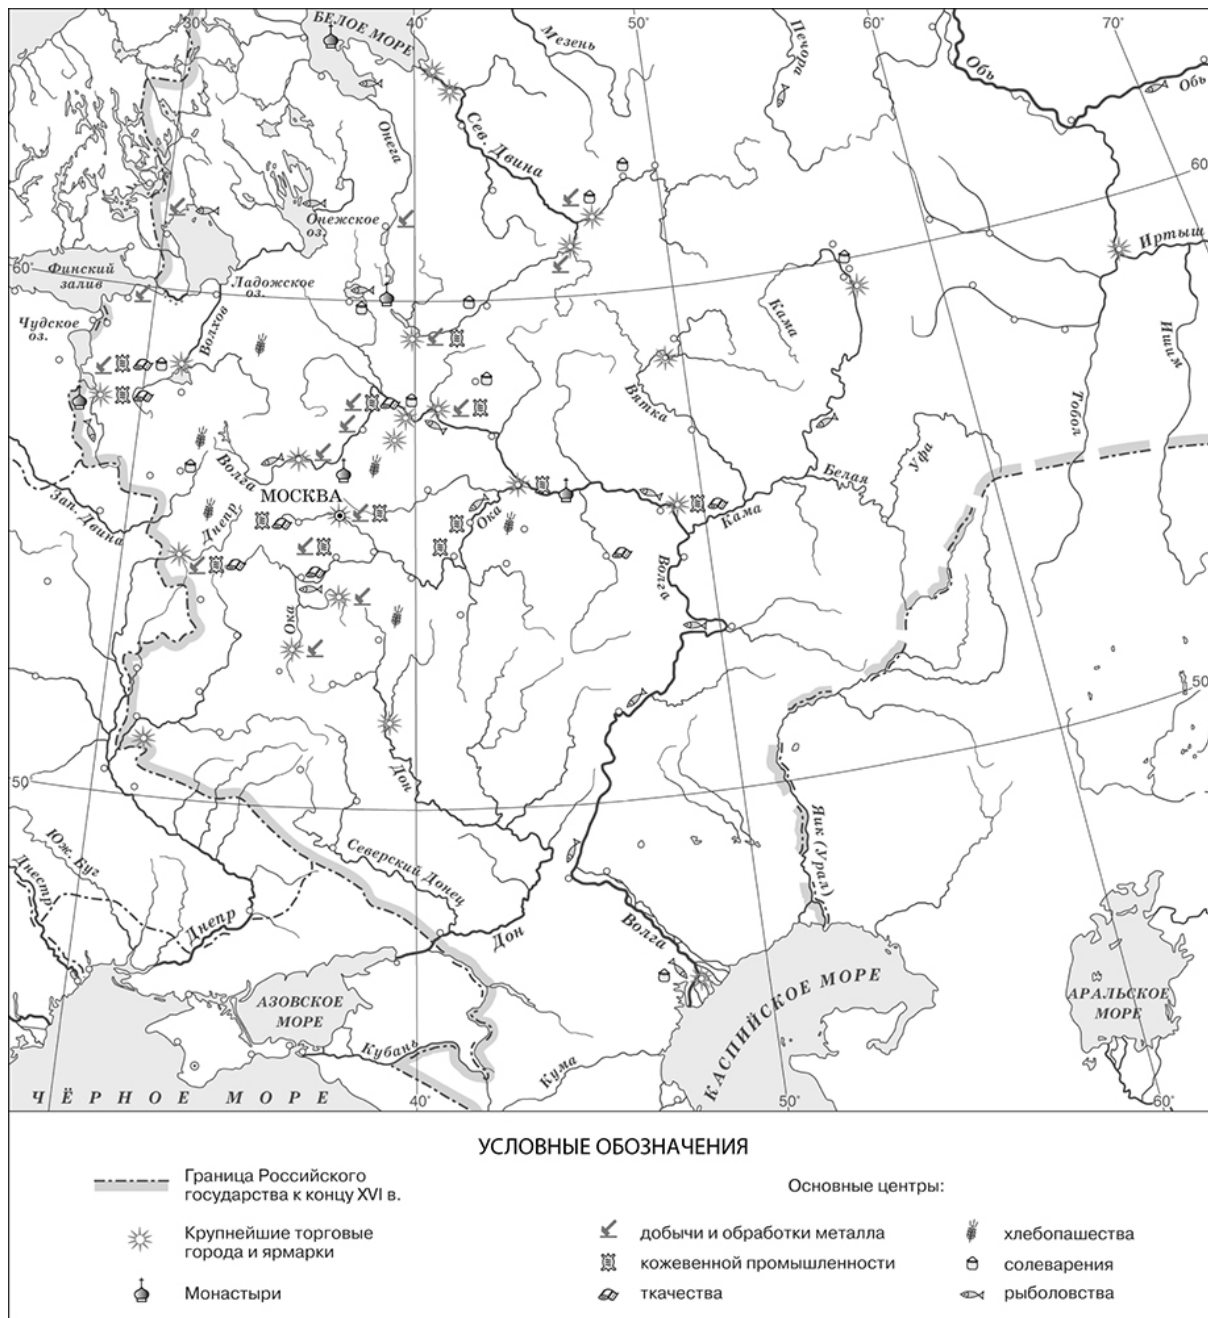 30°
40°
50°
60°
70°
БЕЛОЕ МОРЕ
Мезень
Печора
Обь
Обь
Онега
Сев. Двина
60°
Онежское
оз.
Иртыш
60°
Финский
залив
Ладожское
оз.
Чудское
оз.
Волхов
Кама
Ишим
Вятка
Тобол
Волга
Белая
Уфа
МОСКВА
Зап. Двина
Днепр
Ока
Кама
Волга
Ока
50
50
Дон
Юж. Буг
Днестр
Северский Донец
Яик (Урал)
Днепр
Дон
Волга
АЗОВСКОЕ
МОРЕ
КАСПИЙСКОЕ МОРЕ
АРАЛЬСКОЕ
МОРЕ
Кубань
Кума
ЧЁРНОЕ МОРЕ
40°
50°
60°
УСЛОВНЫЕ ОБОЗНАЧЕНИЯ
Граница Российского
государства к концу XVI в.
Крупнейшие торговые
города и ярмарки
Монастыри
Основные центры:
добычи и обработки металла
кожевенной промышленности
ткачества
хлебопашества
солеварения
рыболовства